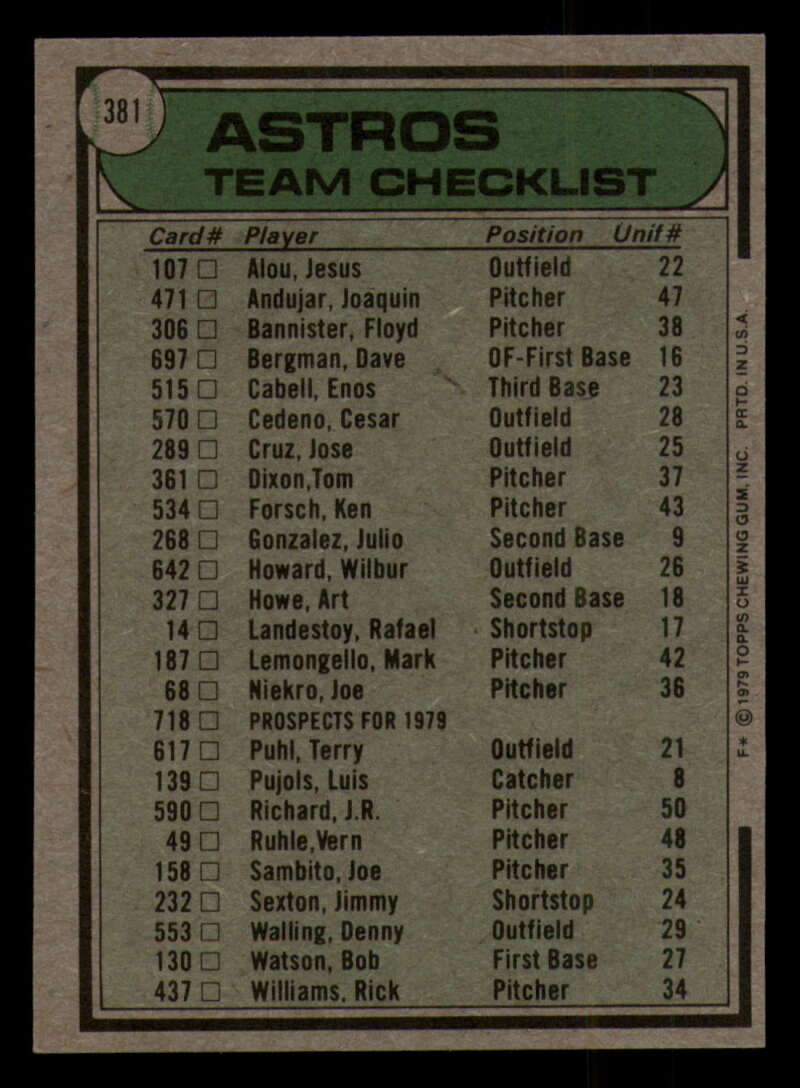 381
ASTROS
TEAM CHECKLIST
Card# Player Position Unif#
107 Alou, Jesus Outfield 22
471 Andujar, Joaquin Pitcher 47
306 Bannister, Floyd Pitcher 38
697 Bergman, Dave OF-First Base 16
515 Cabell, Enos Third Base 23
570 Cedeno, Cesar Outfield 28
289 Cruz, Jose Outfield 25
361 Dixon,Tom Pitcher 37
534 Forsch, Ken Pitcher 43
268 Gonzalez, Julio Second Base 9
642 Howard, Wilbur Outfield 26
327 Howe, Art Second Base 18
14 Landestoy, Rafael Shortstop 17
187 Lemongello, Mark Pitcher 42
68 Niekro, Joe Pitcher 36
718 PROSPECTS FOR 1979
617 Puhl, Terry Outfield 21
139 Pujols, Luis Catcher 8
590 Richard, J.R. Pitcher 50
49 Ruhle,Vern Pitcher 48
158 Sambito, Joe Pitcher 35
232 Sexton, Jimmy Shortstop 24
553 Walling, Denny Outfield 29
130 Watson, Bob First Base 27
437 Williams, Rick Pitcher 34
F* © 1979 TOPPS CHEWING GUM, INC. PRTD. IN U.S.A.